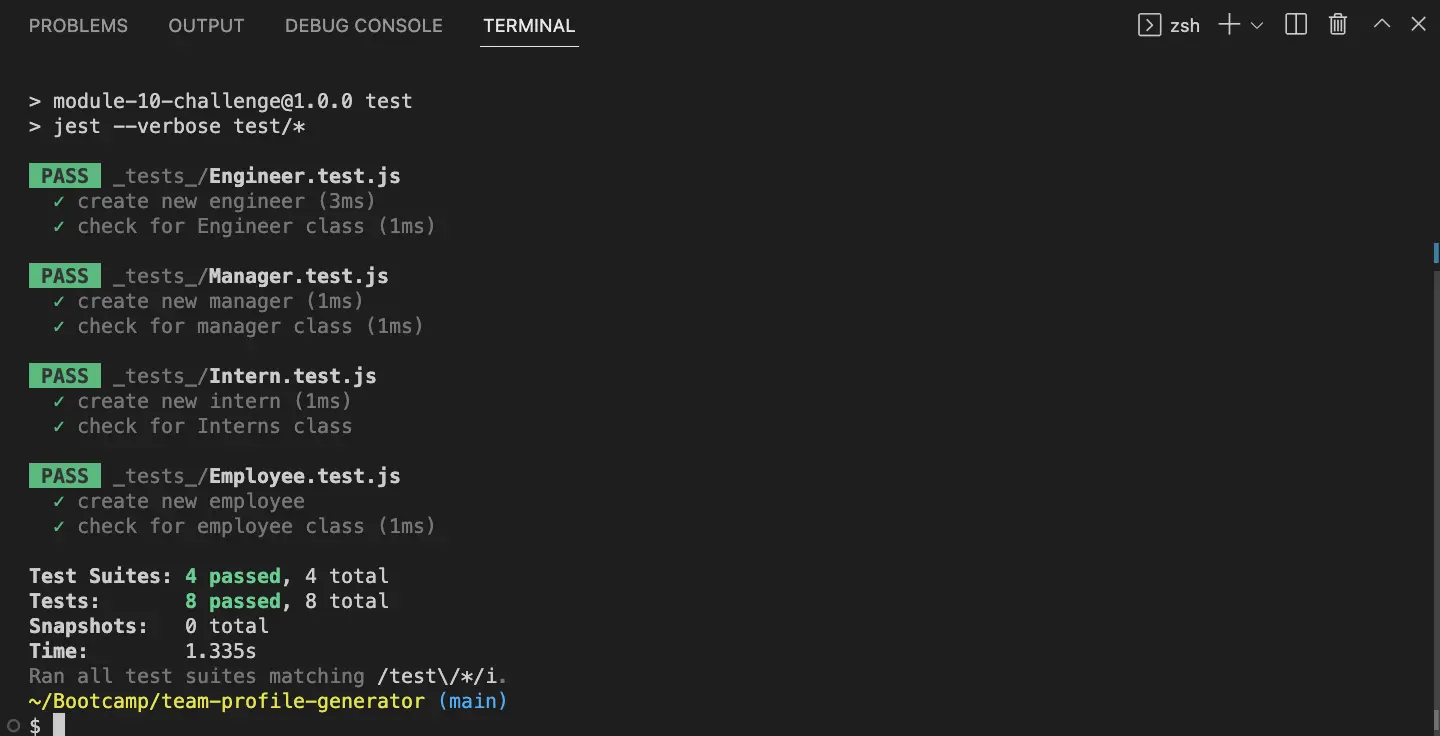 PROBLEMS OUTPUT DEBUG CONSOLE TERMINAL zsh
> module-10-challenge@1.0.0 test
> jest --verbose test/*
PASS _tests_/Engineer.test.js
✓ create new engineer (3ms)
✓ check for Engineer class (1ms)
PASS _tests_/Manager.test.js
✓ create new manager (1ms)
✓ check for manager class (1ms)
PASS _tests_/Intern.test.js
✓ create new intern (1ms)
✓ check for Interns class
PASS _tests_/Employee.test.js
✓ create new employee
✓ check for employee class (1ms)
Test Suites: 4 passed, 4 total
Tests: 8 passed, 8 total
Snapshots: 0 total
Time: 1.335s
Ran all test suites matching /test\/*/i.
~/Bootcamp/team-profile-generator (main)
$